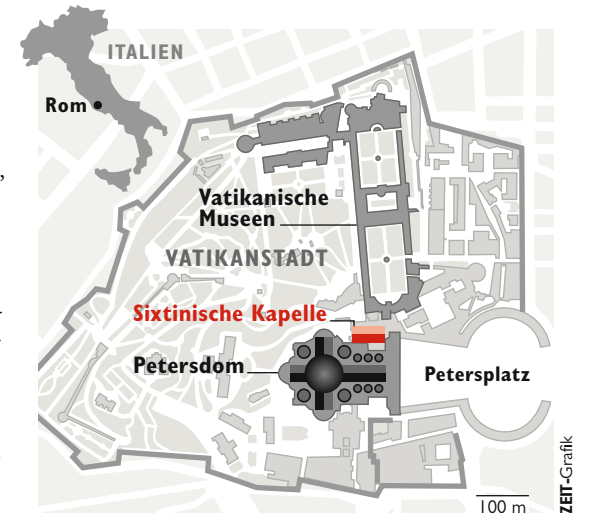 ITALIEN
Rom
Vatikanische
Museen
VATIKANSTADT
Sixtinische Kapelle
Petersdom
Petersplatz
100 m
ZEIT-Grafik